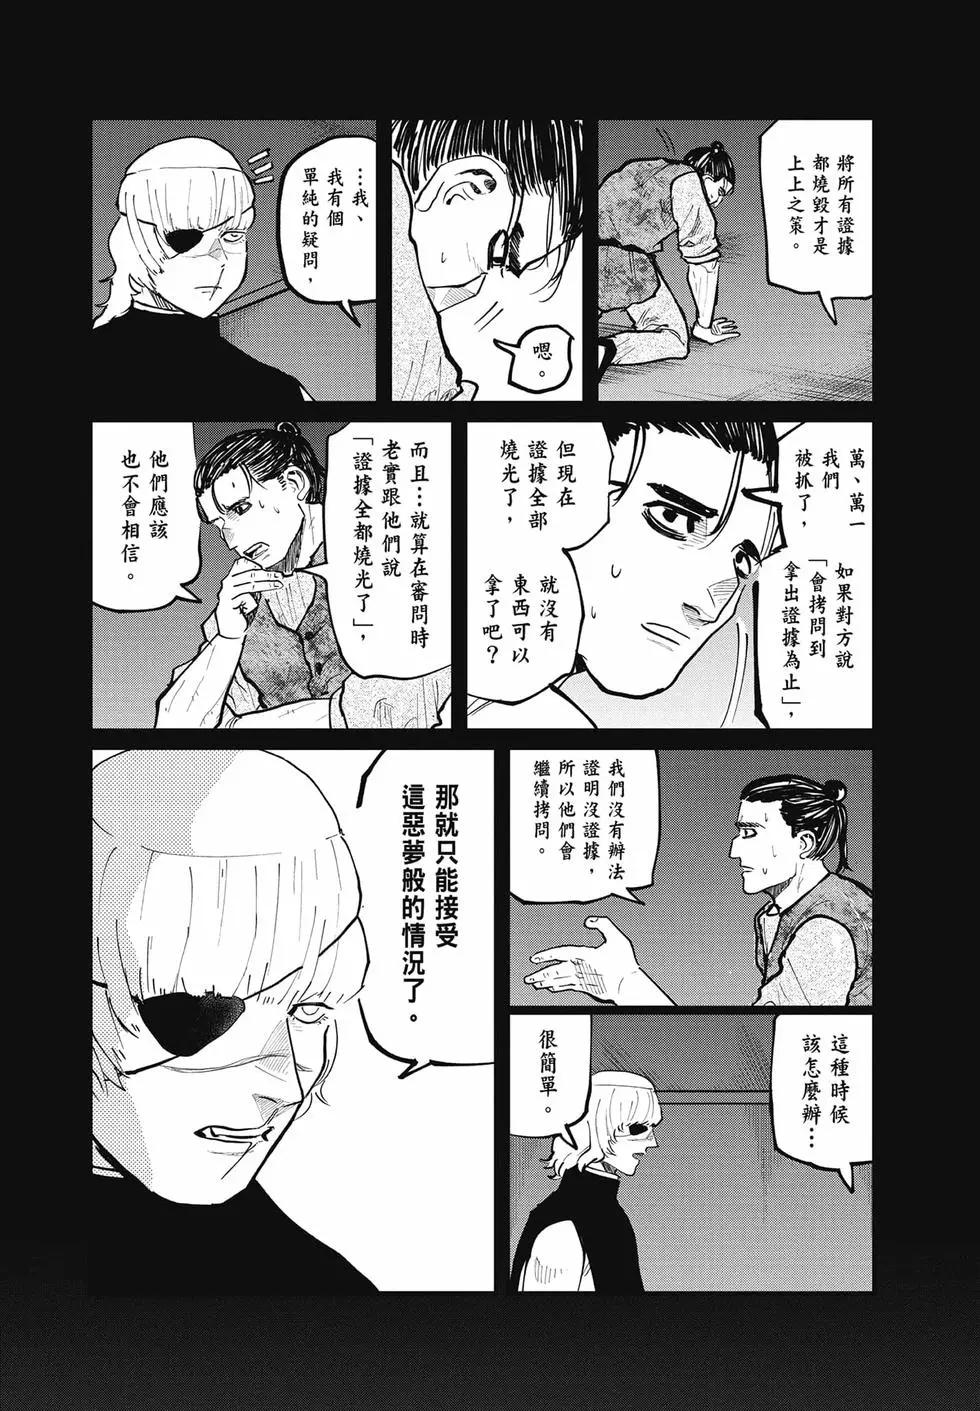 將所有證據
都燒毀才是
上上之策。
嗯。
…我、
我有個
單純的疑問，
萬、萬一
我們
被抓了，
如果對方說
「會拷問到
拿出證據為止」，
但現在
證據全部
燒光了，
就沒有
東西可以
拿了吧？
而且…就算在審問時
老實跟他們說
「證據全都燒光了」，
他們應該
也不會相信。
我們沒有辦法
證明沒證據，
所以他們會
繼續拷問。
這種時候
該怎麼辦…
很簡單。
那就只能接受
這惡夢般的情況了。